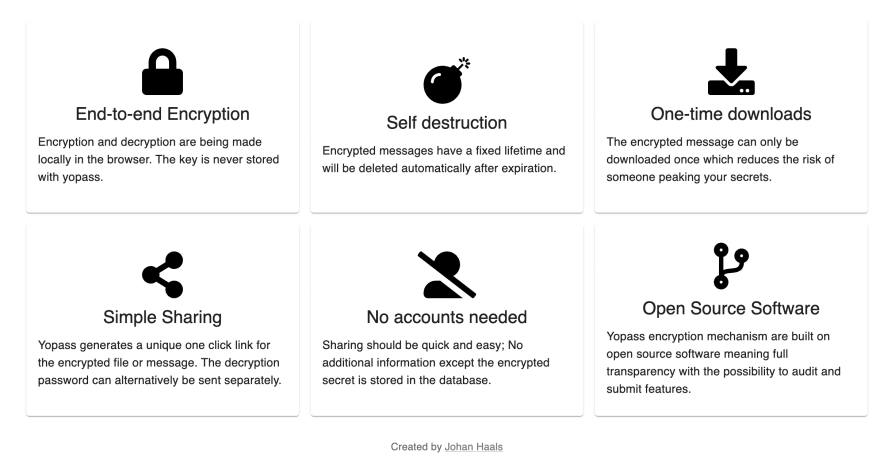 End-to-end Encryption
Encryption and decryption are being made
locally in the browser. The key is never stored
with yopass.
Self destruction
Encrypted messages have a fixed lifetime and
will be deleted automatically after expiration.
One-time downloads
The encrypted message can only be
downloaded once which reduces the risk of
someone peaking your secrets.
Simple Sharing
Yopass generates a unique one click link for
the encrypted file or message. The decryption
password can alternatively be sent separately.
No accounts needed
Sharing should be quick and easy; No
additional information except the encrypted
secret is stored in the database.
Open Source Software
Yopass encryption mechanism are built on
open source software meaning full
transparency with the possibility to audit and
submit features.
Created by Johan Haals